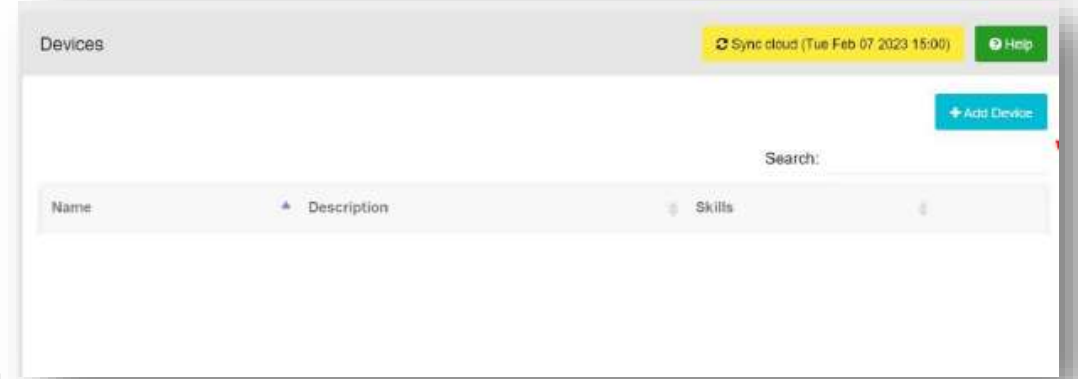 Devices
Sync cloud (Tue Feb 07 2023 15:00)
Help
Add Device
Search:
Name Description Skills